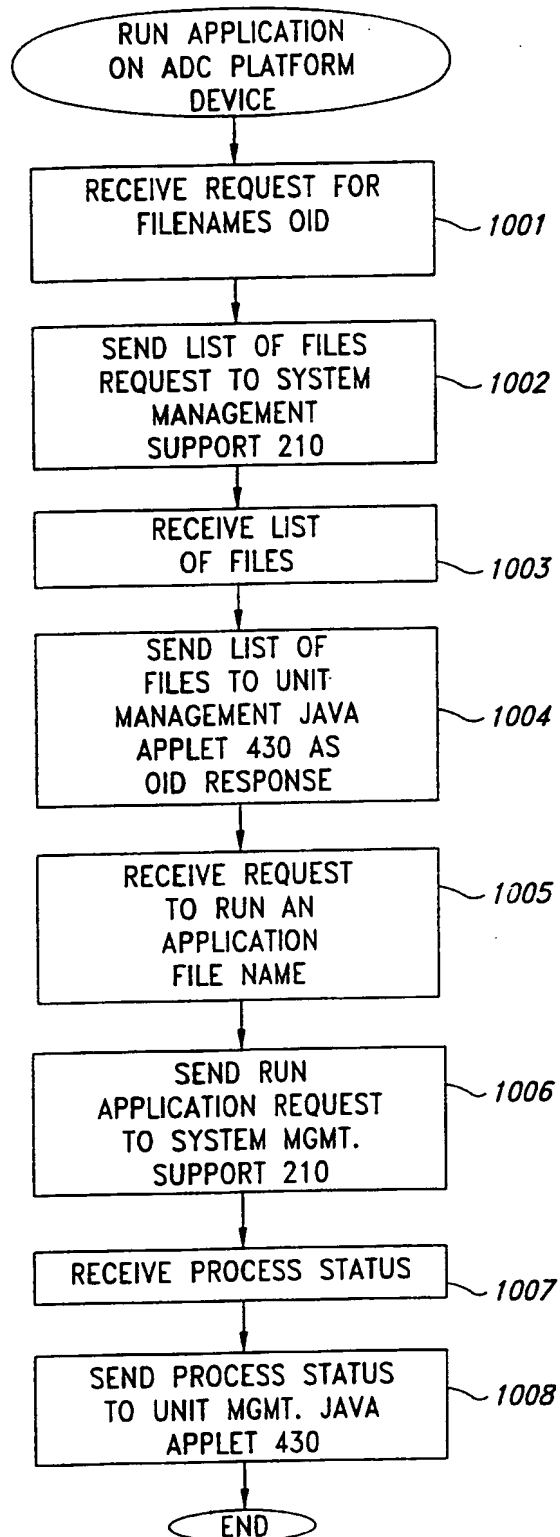 RUN APPLICATION
ON ADC PLATFORM
DEVICE
RECEIVE REQUEST FOR
FILENAMES OID
1001
SEND LIST OF FILES
REQUEST TO SYSTEM
MANAGEMENT
SUPPORT 210
1002
RECEIVE LIST
OF FILES
1003
SEND LIST OF
FILES TO UNIT
MANAGEMENT JAVA
APPLET 430 AS
OID RESPONSE
1004
RECEIVE REQUEST
TO RUN AN
APPLICATION
FILE NAME
1005
SEND RUN
APPLICATION REQUEST
TO SYSTEM MGMT.
SUPPORT 210
1006
RECEIVE PROCESS STATUS
1007
SEND PROCESS STATUS
TO UNIT MGMT. JAVA
APPLET 430
1008
END